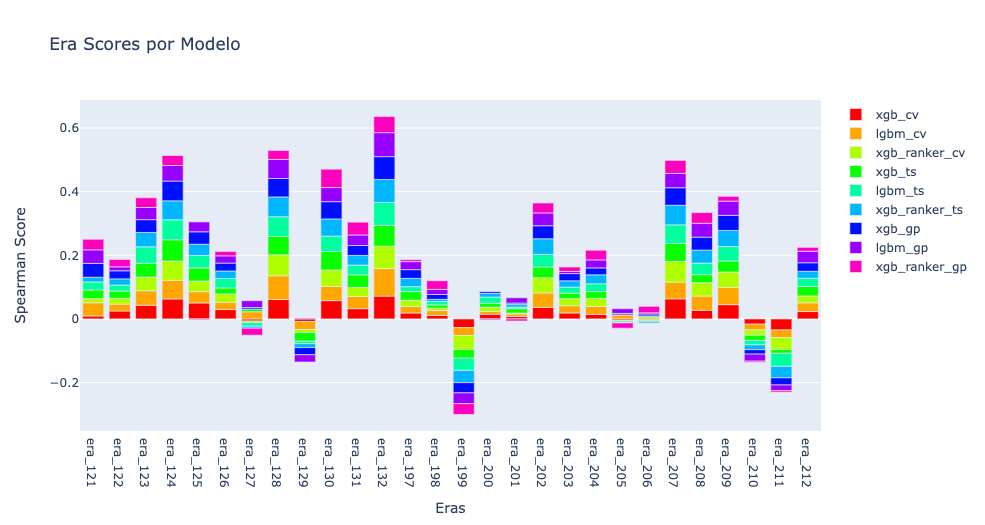 Era Scores por Modelo
Spearman Score
0.6
0.4
0.2
0
−0.2
era_121
era_122
era_123
era_124
era_125
era_126
era_127
era_128
era_129
era_130
era_131
era_132
era_197
era_198
era_199
era_200
era_201
era_202
era_203
era_204
era_205
era_206
era_207
era_208
era_209
era_210
era_211
era_212
Eras
xgb_cv
lgbm_cv
xgb_ranker_cv
xgb_ts
lgbm_ts
xgb_ranker_ts
xgb_gp
lgbm_gp
xgb_ranker_gp